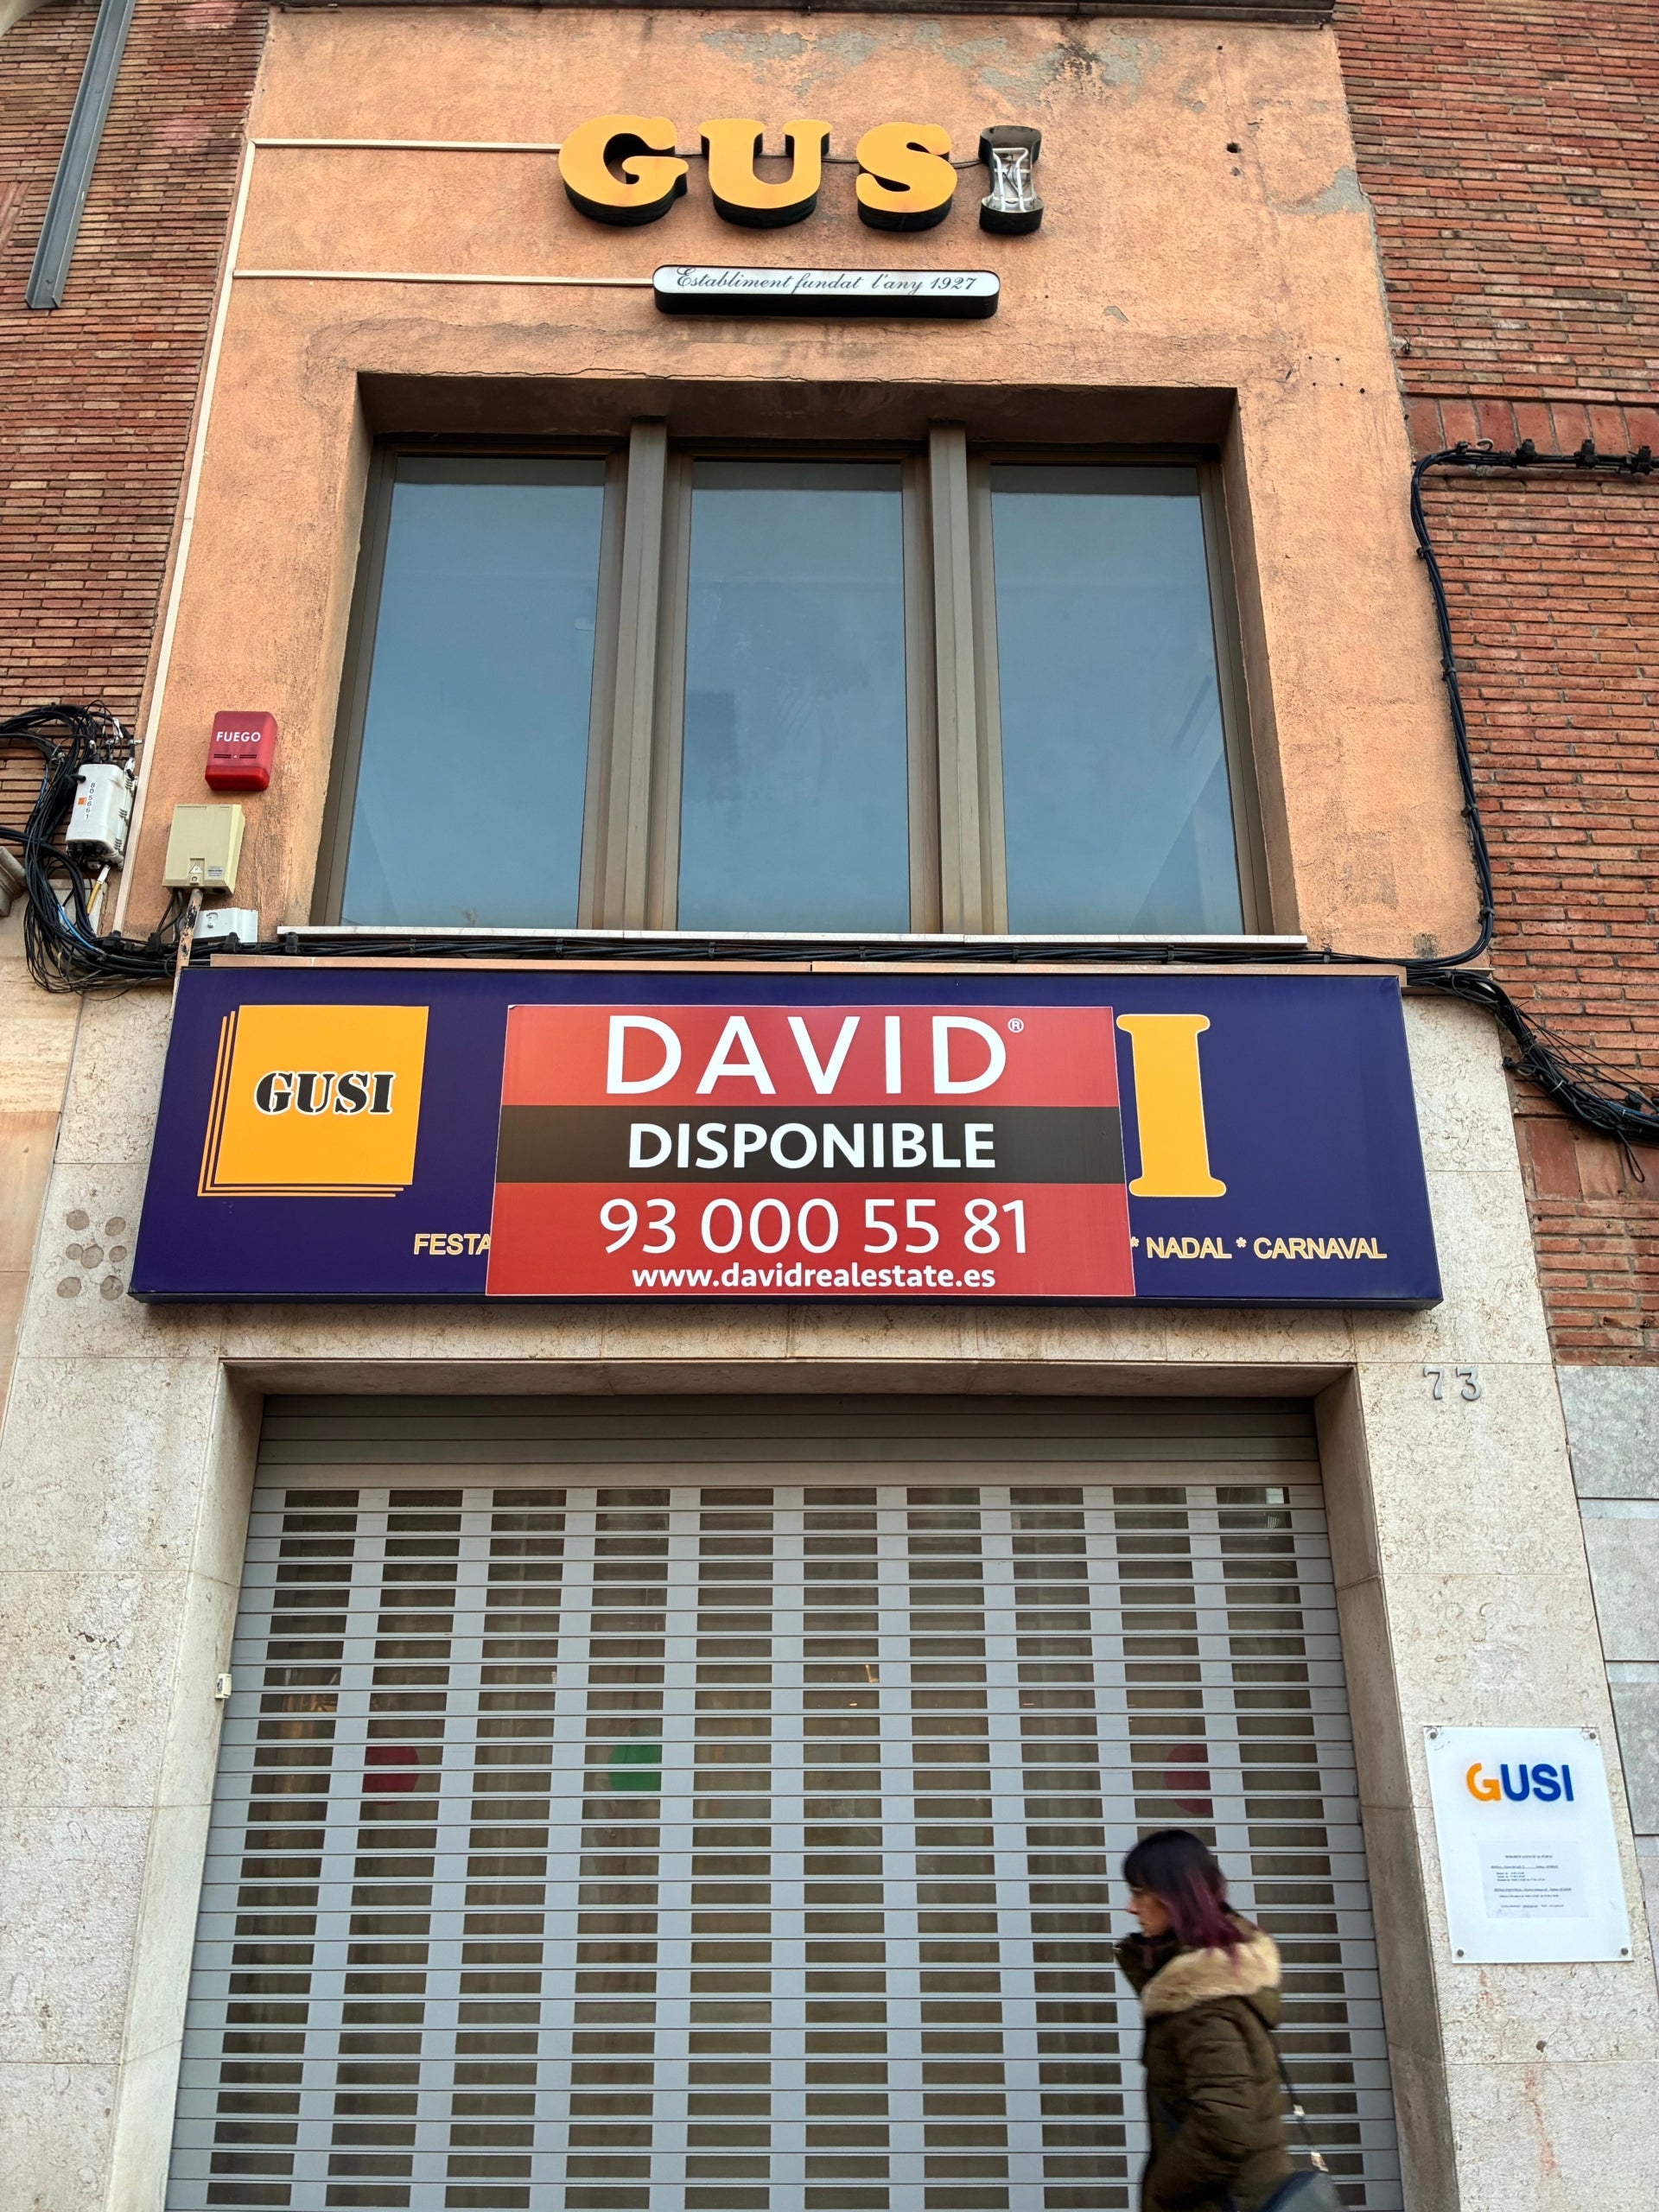 GUSI
Establiment fundat l'any 1927
FUEGO
GUSI
DAVID®
DISPONIBLE
93 000 55 81
www.davidrealestate.es
I
FESTA
* NADAL * CARNAVAL
73
GUSI